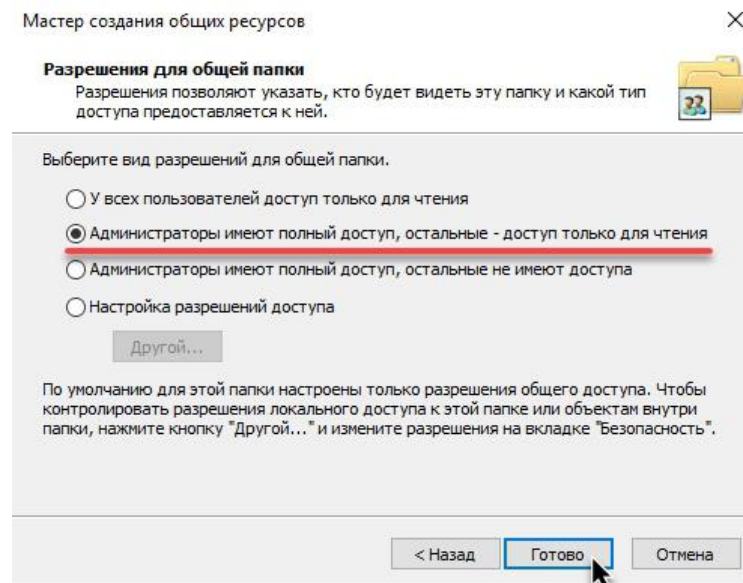 Мастер создания общих ресурсов
Разрешения для общей папки
Разрешения позволяют указать, кто будет видеть эту папку и какой тип
доступа предоставляется к ней.
Выберите вид разрешений для общей папки.
У всех пользователей доступ только для чтения
Администраторы имеют полный доступ, остальные - доступ только для чтения
Администраторы имеют полный доступ, остальные не имеют доступа
Настройка разрешений доступа
Другой...
По умолчанию для этой папки настроены только разрешения общего доступа. Чтобы
контролировать разрешения локального доступа к этой папке или объектам внутри
папки, нажмите кнопку "Другой..." и измените разрешения на вкладке "Безопасность".
< Назад
Готово
Отмена